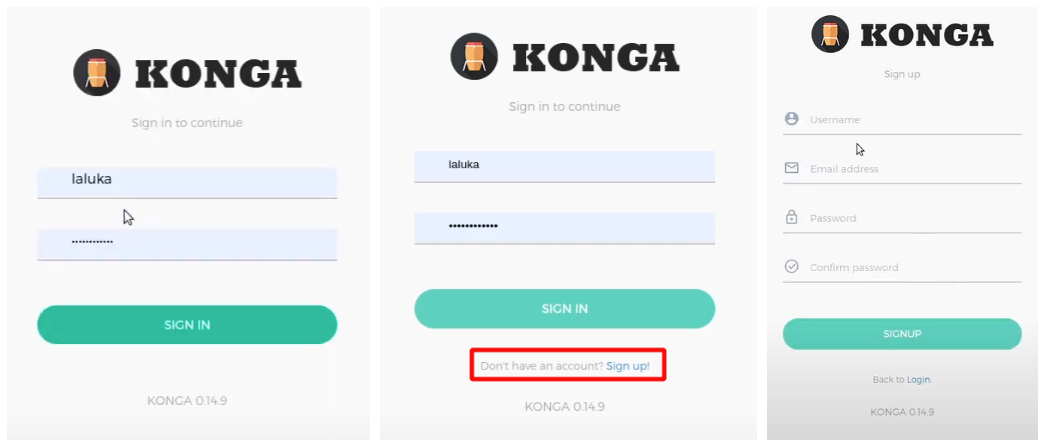 KONGA
Sign in to continue
laluka
............
SIGN IN
KONGA 0.14.9
KONGA
Sign in to continue
laluka
••••••••••••
SIGN IN
Don't have an account? Sign up!
KONGA 0.14.9
KONGA
Sign up
Username
Email address
Password
Confirm password
SIGNUP
Back to Login.
KONGA 0.14.9